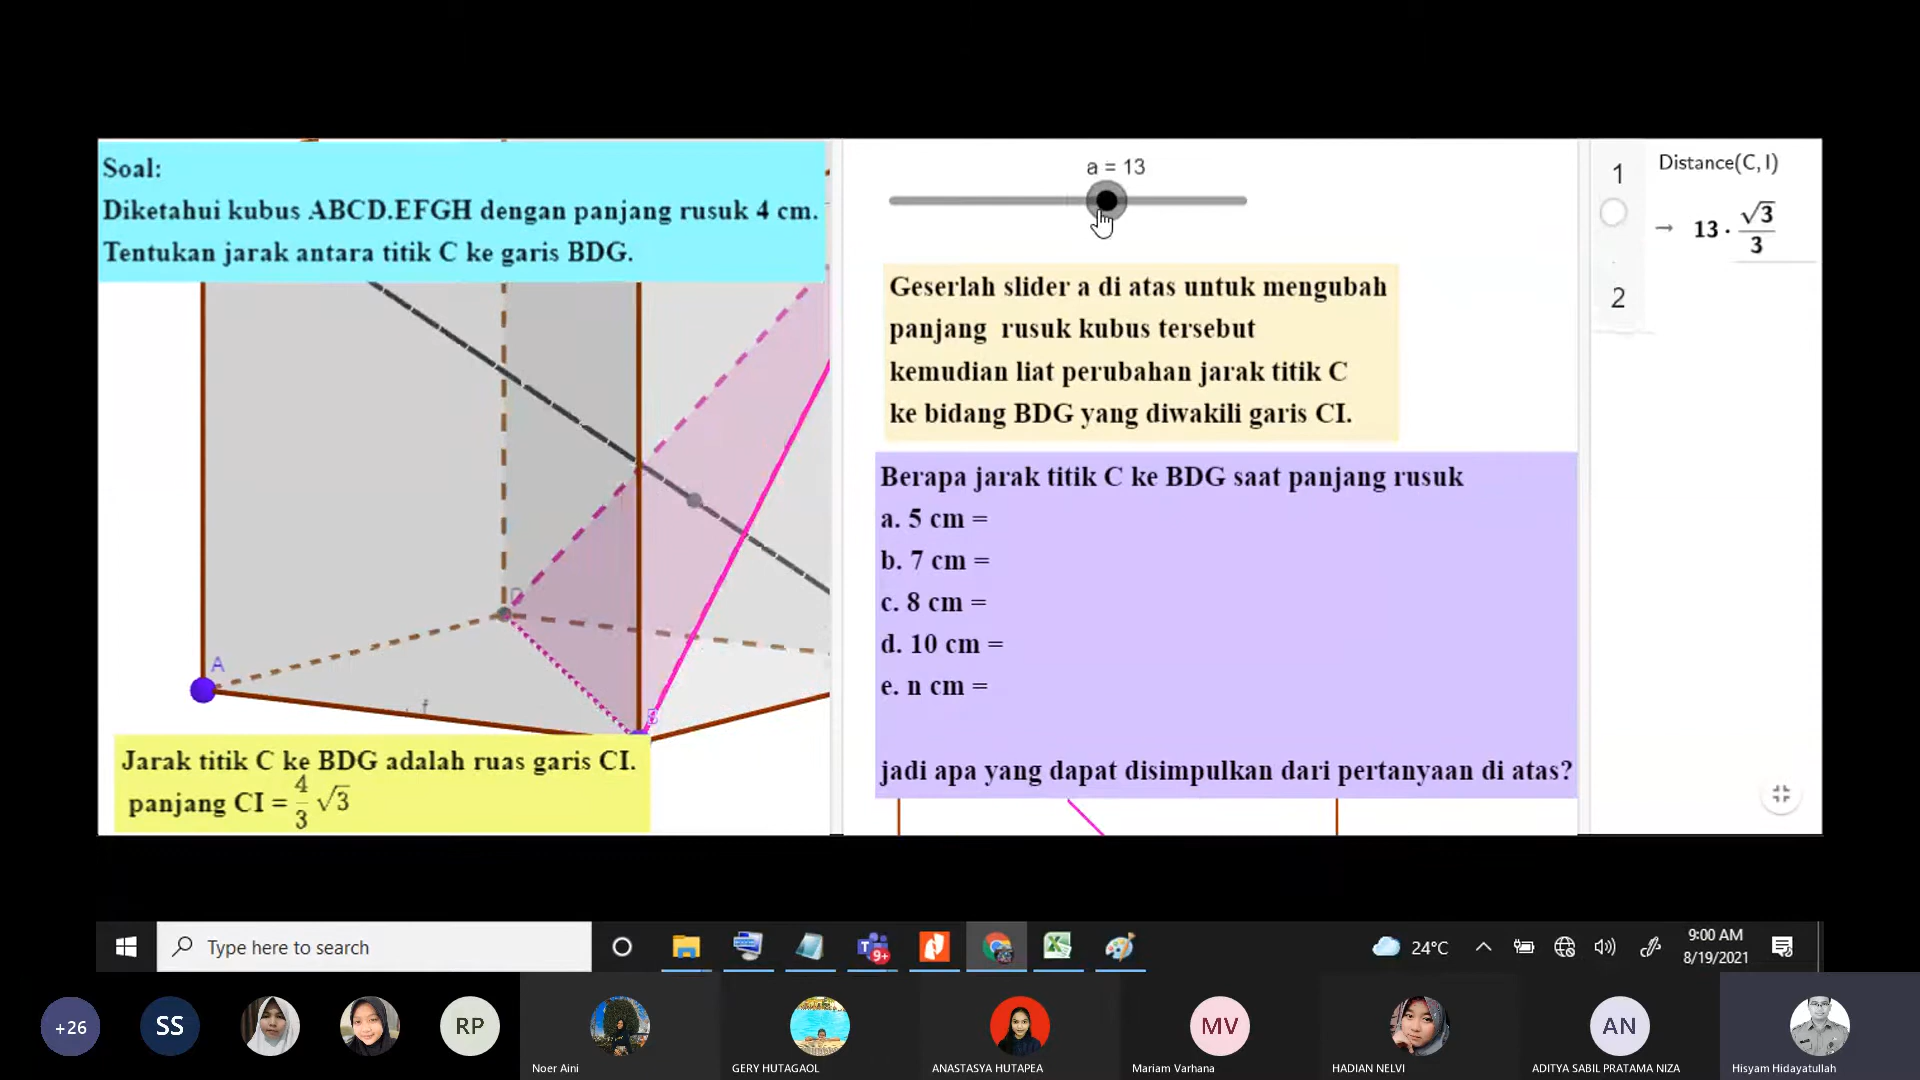 Soal:
Diketahui kubus ABCD.EFGH dengan panjang rusuk 4 cm.
Tentukan jarak antara titik C ke garis BDG.
D
A
f
B
Jarak titik C ke BDG adalah ruas garis CI.
panjang CI = 4/3 √3
a = 13
Geserlah slider a di atas untuk mengubah
panjang rusuk kubus tersebut
kemudian liat perubahan jarak titik C
ke bidang BDG yang diwakili garis CI.
Berapa jarak titik C ke BDG saat panjang rusuk
a. 5 cm =
b. 7 cm =
c. 8 cm =
d. 10 cm =
e. n cm =
jadi apa yang dapat disimpulkan dari pertanyaan di atas?
1
Distance(C, I)
→ 13 · √3/3
2
Type here to search
9+
24°C
9:00 AM
8/19/2021
+26
SS
RP
MV
AN
Noer Aini
GERY HUTAGAOL
ANASTASYA HUTAPEA
Mariam Varhana
HADIAN NELVI
ADITYA SABIL PRATAMA NIZA
Hisyam Hidayatullah